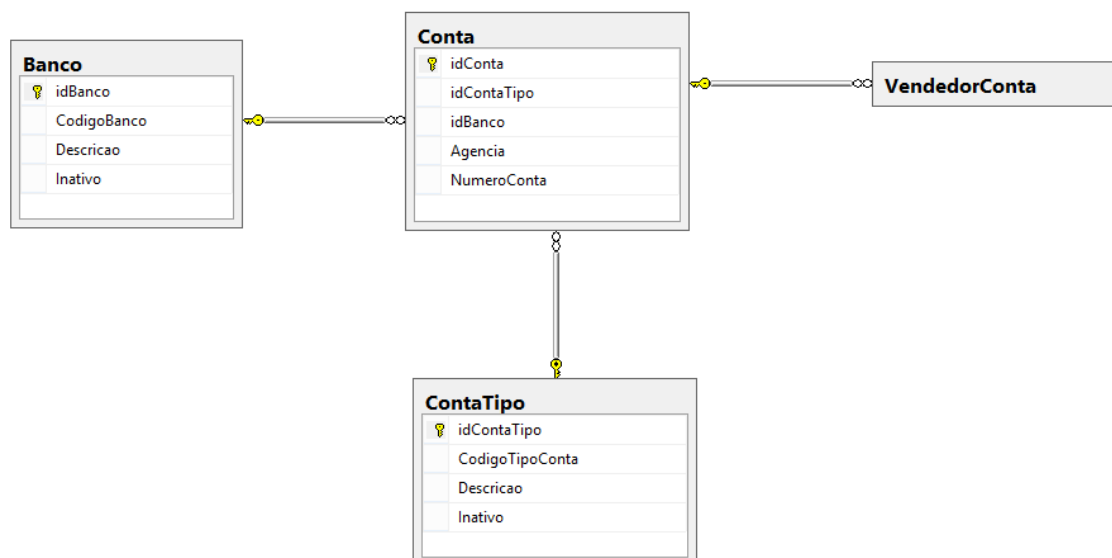 Banco
idBanco
CodigoBanco
Descricao
Inativo
Conta
idConta
idContaTipo
idBanco
Agencia
NumeroConta
VendedorConta
ContaTipo
idContaTipo
CodigoTipoConta
Descricao
Inativo